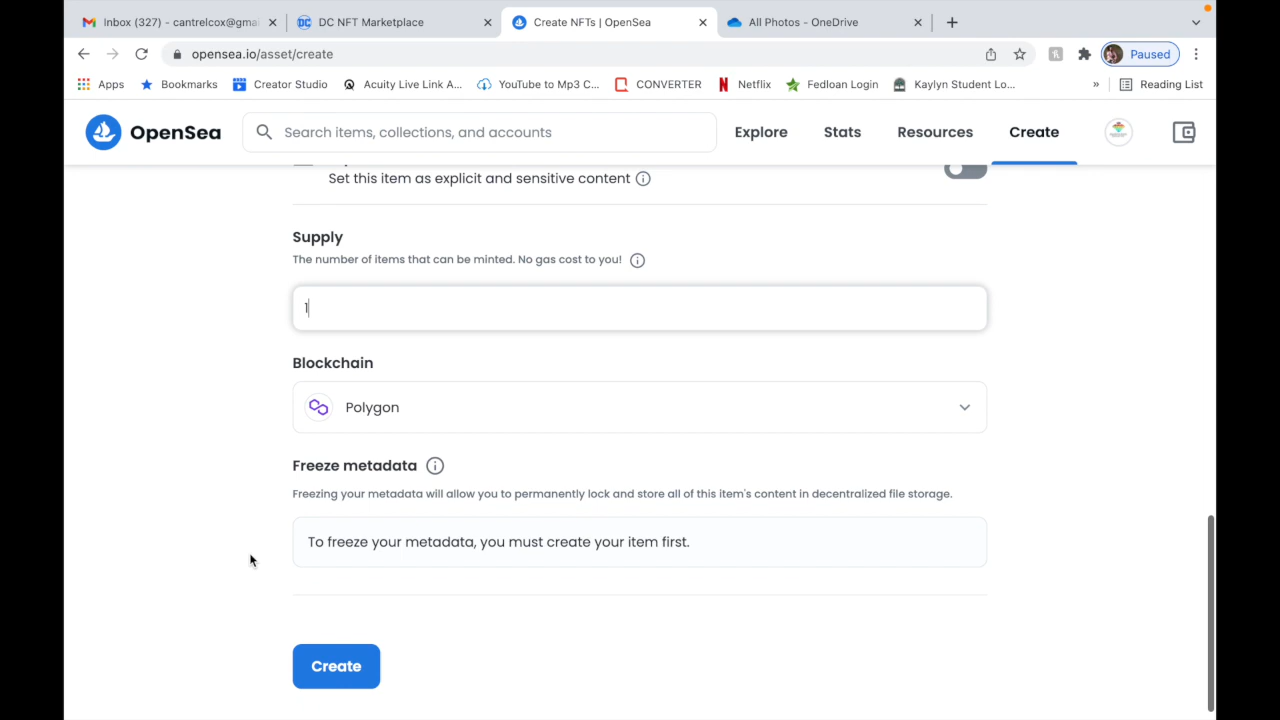 Inbox (327) - cantrelcox@gmai
DC NFT Marketplace
Create NFTs | OpenSea
All Photos - OneDrive
opensea.io/asset/create
Paused
Apps
Bookmarks
Creator Studio
Acuity Live Link A...
YouTube to Mp3 C...
CONVERTER
Netflix
Fedloan Login
Kaylyn Student Lo...
»
Reading List
OpenSea
Search items, collections, and accounts
Explore
Stats
Resources
Create
Set this item as explicit and sensitive content
Supply
The number of items that can be minted. No gas cost to you!
1
Blockchain
Polygon
Freeze metadata
Freezing your metadata will allow you to permanently lock and store all of this item's content in decentralized file storage.
To freeze your metadata, you must create your item first.
Create